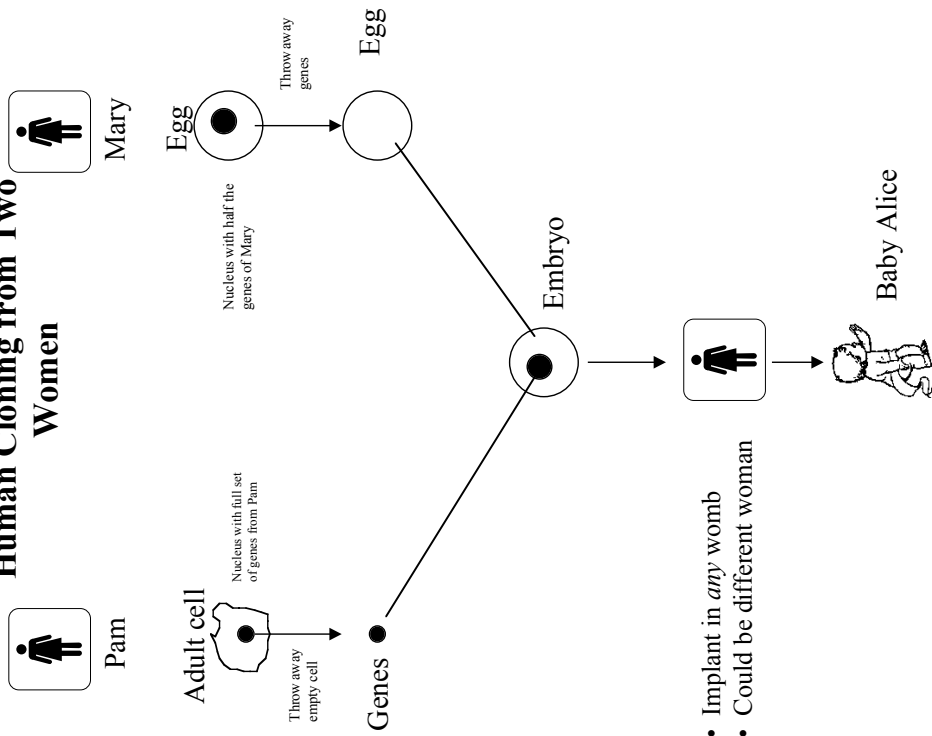 Human Cloning from Two
Women
Pam
Mary
Adult cell
Nucleus with full set
of genes from Pam
Throw away
empty cell
Genes
Egg
Nucleus with half the
genes of Mary
Throw away
genes
Egg
Embryo
• Implant in any womb
• Could be different woman
Baby Alice